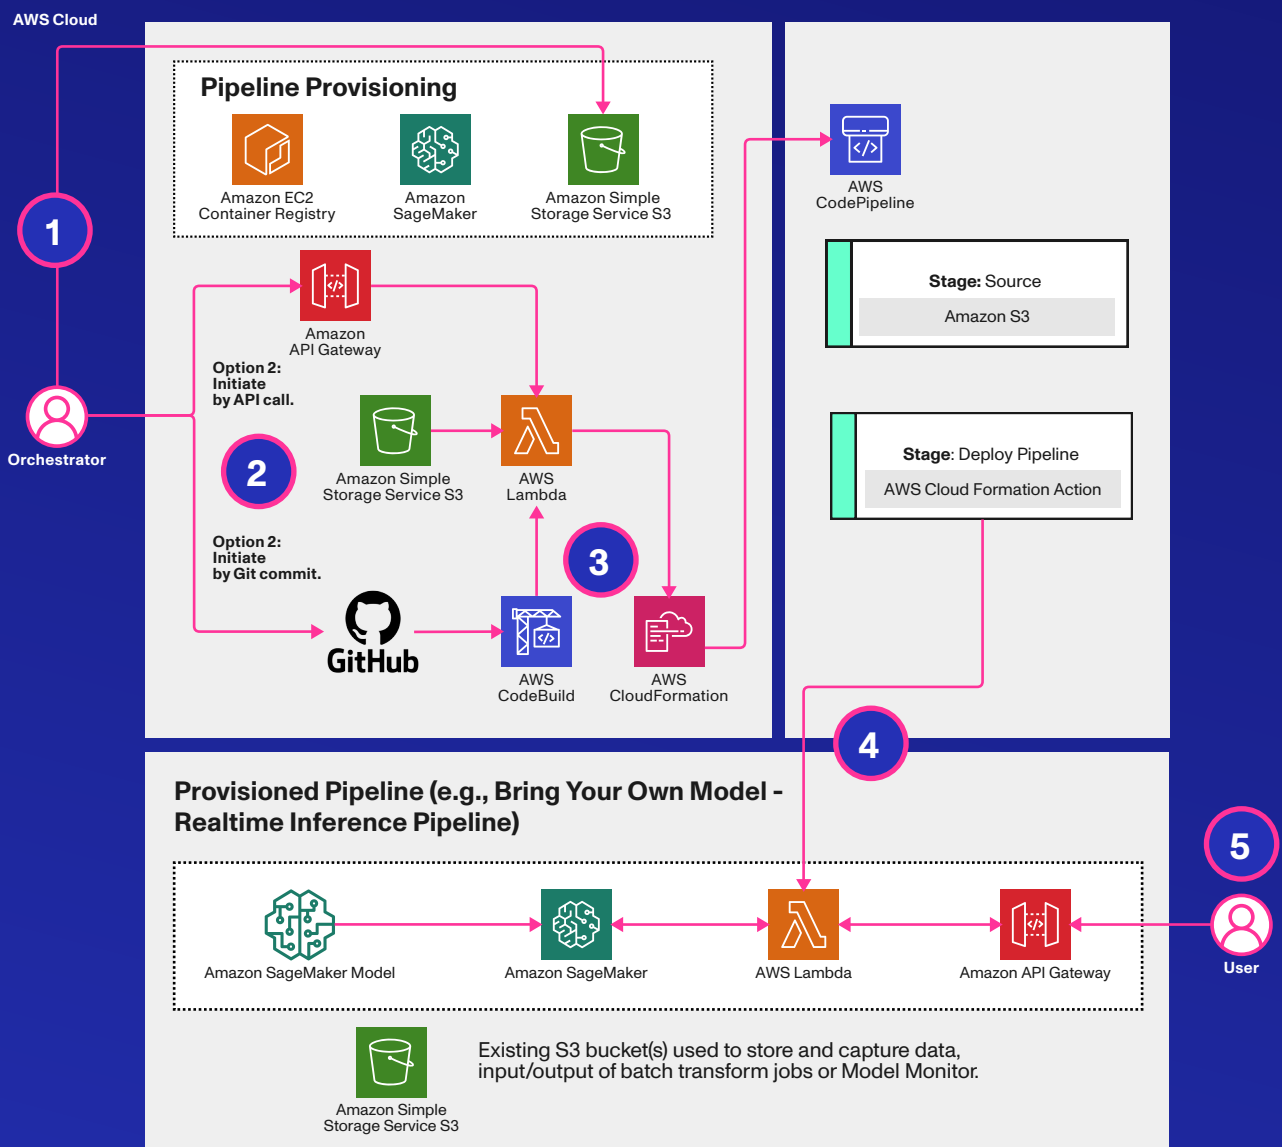 AWS Cloud
Pipeline Provisioning
Amazon EC2
Container Registry
Amazon
SageMaker
Amazon Simple
Storage Service S3
1
Amazon
API Gateway
Option 2:
Initiate
by API call.
Orchestrator
2
Amazon Simple
Storage Service S3
AWS
Lambda
Option 2:
Initiate
by Git commit.
3
GitHub
AWS
CodeBuild
AWS
CloudFormation
AWS
CodePipeline
Stage: Source
Amazon S3
Stage: Deploy Pipeline
AWS Cloud Formation Action
4
Provisioned Pipeline (e.g., Bring Your Own Model -
Realtime Inference Pipeline)
5
Amazon SageMaker Model
Amazon SageMaker
AWS Lambda
Amazon API Gateway
User
Amazon Simple
Storage Service S3
Existing S3 bucket(s) used to store and capture data,
input/output of batch transform jobs or Model Monitor.